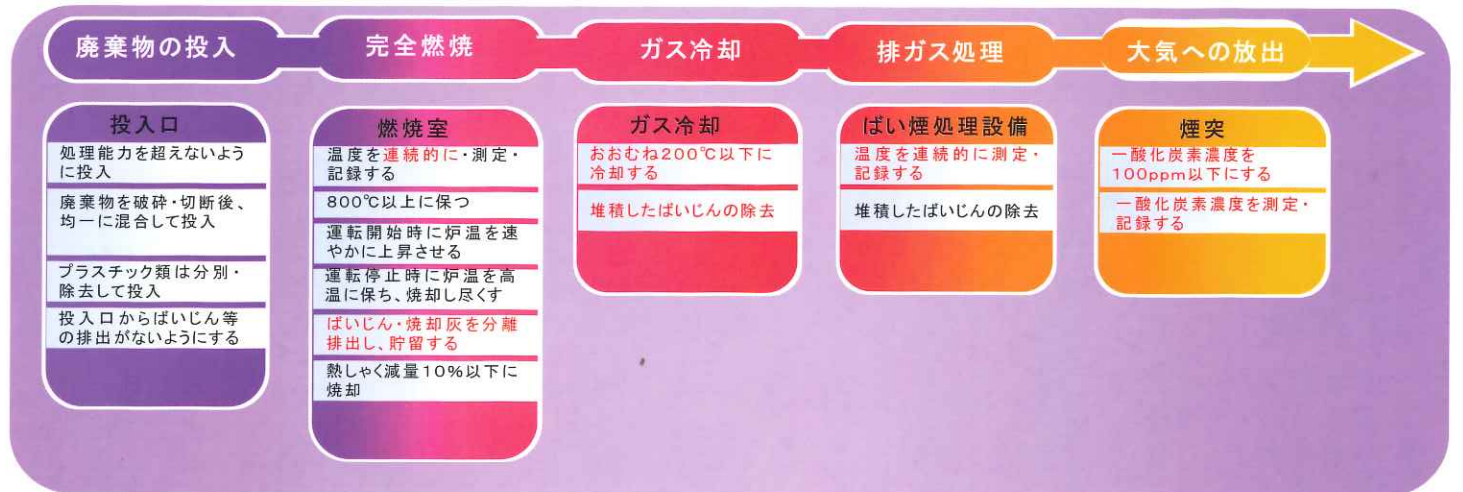 廃棄物の投入
完全燃焼
ガス冷却
排ガス処理
大気への放出
投入口
処理能力を超えないよう
に投入
廃棄物を破砕・切断後、
均一に混合して投入
プラスチック類は分別・
除去して投入
投入口からばいじん等
の排出がないようにする
燃焼室
温度を連続的に・測定・
記録する
800℃以上に保つ
運転開始時に炉温を速
やかに上昇させる
運転停止時に炉温を高
温に保ち、焼却し尽くす
ばいじん・焼却灰を分離
排出し、貯留する
熱しゃく減量10%以下に
焼却
ガス冷却
おおむね200℃以下に
冷却する
堆積したばいじんの除去
ばい煙処理設備
温度を連続的に測定・
記録する
堆積したばいじんの除去
煙突
一酸化炭素濃度を
100ppm以下にする
一酸化炭素濃度を測定・
記録する